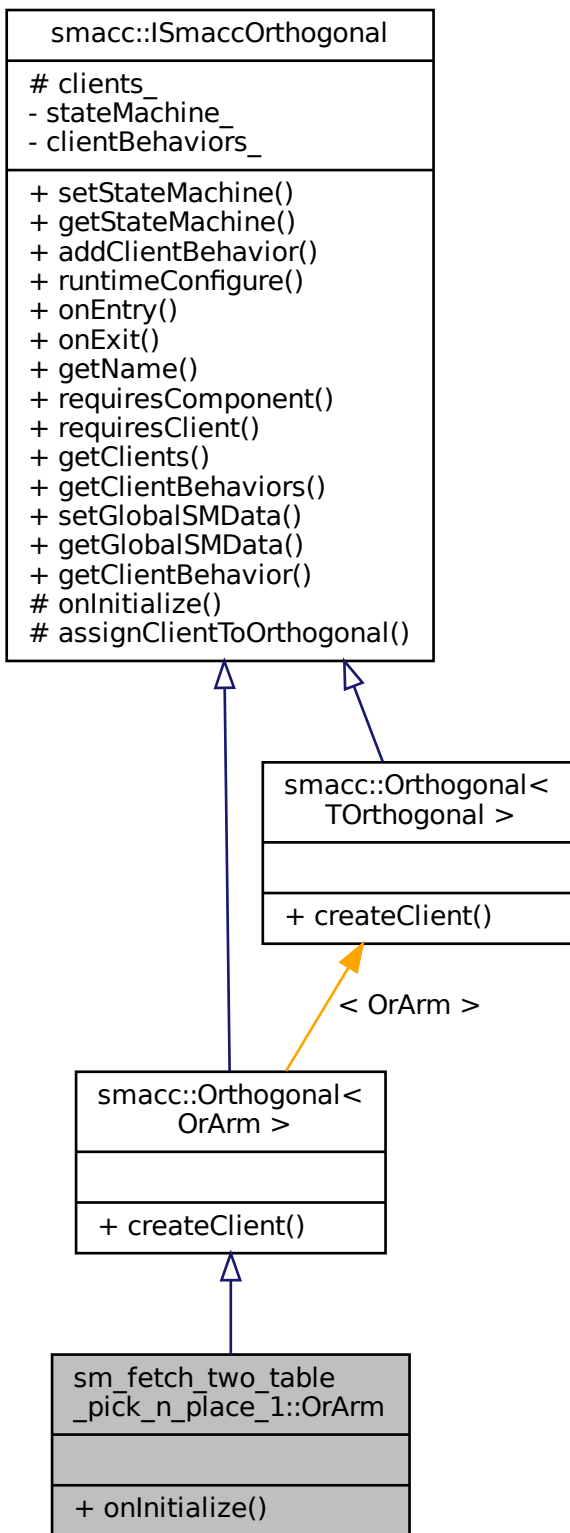 smacc::ISmaccOrthogonal
# clients_
- stateMachine_
- clientBehaviors_
+ setStateMachine()
+ getStateMachine()
+ addClientBehavior()
+ runtimeConfigure()
+ onEntry()
+ onExit()
+ getName()
+ requiresComponent()
+ requiresClient()
+ getClients()
+ getClientBehaviors()
+ setGlobalSMData()
+ getGlobalSMData()
+ getClientBehavior()
# onInitialize()
# assignClientToOrthogonal()
smacc::Orthogonal<
TOrthogonal >
+ createClient()
< OrArm >
smacc::Orthogonal<
OrArm >
+ createClient()
sm_fetch_two_table
_pick_n_place_1::OrArm
+ onInitialize()